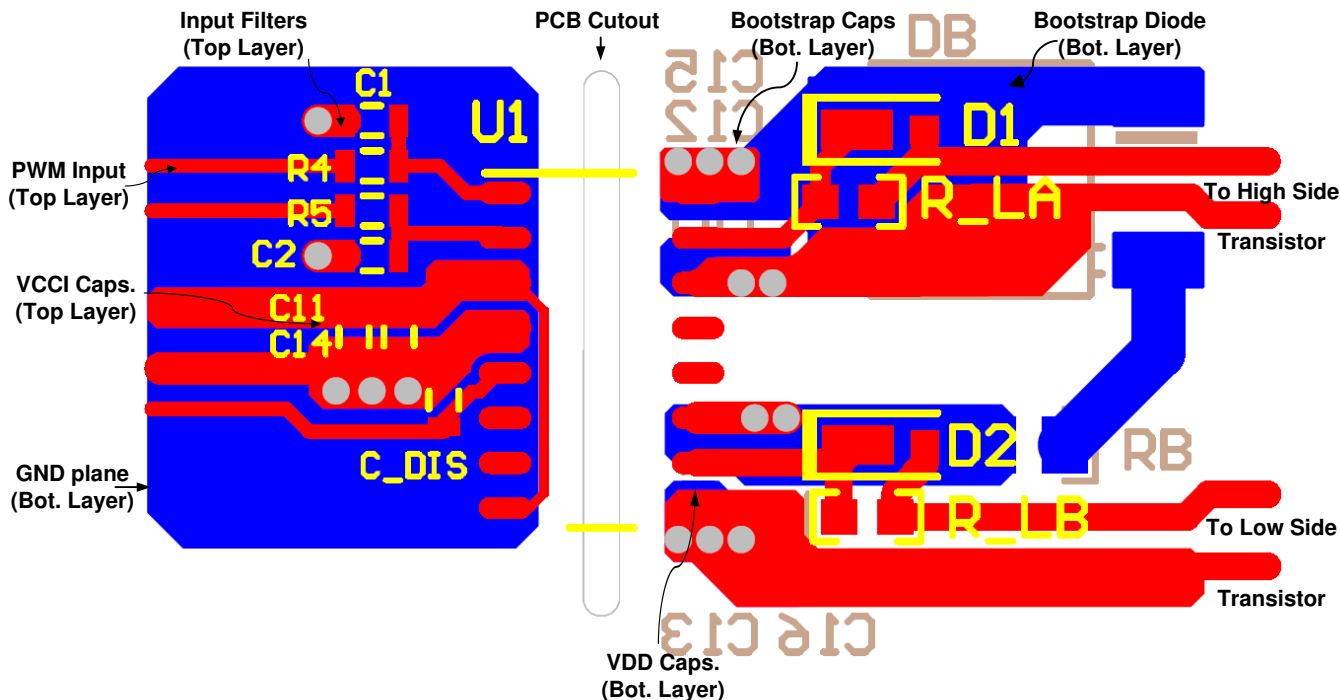 Input Filters
(Top Layer)
PCB Cutout
Bootstrap Caps
(Bot. Layer)
Bootstrap Diode
(Bot. Layer)
DB
C15
C12
C1
U1
D1
PWM Input
(Top Layer)
R4
R_LA
To High Side
Transistor
R5
C2
VCCI Caps.
(Top Layer)
C11
C14
D2
RB
GND plane
(Bot. Layer)
C_DIS
R_LB
To Low Side
Transistor
C13
C16
VDD Caps.
(Bot. Layer)